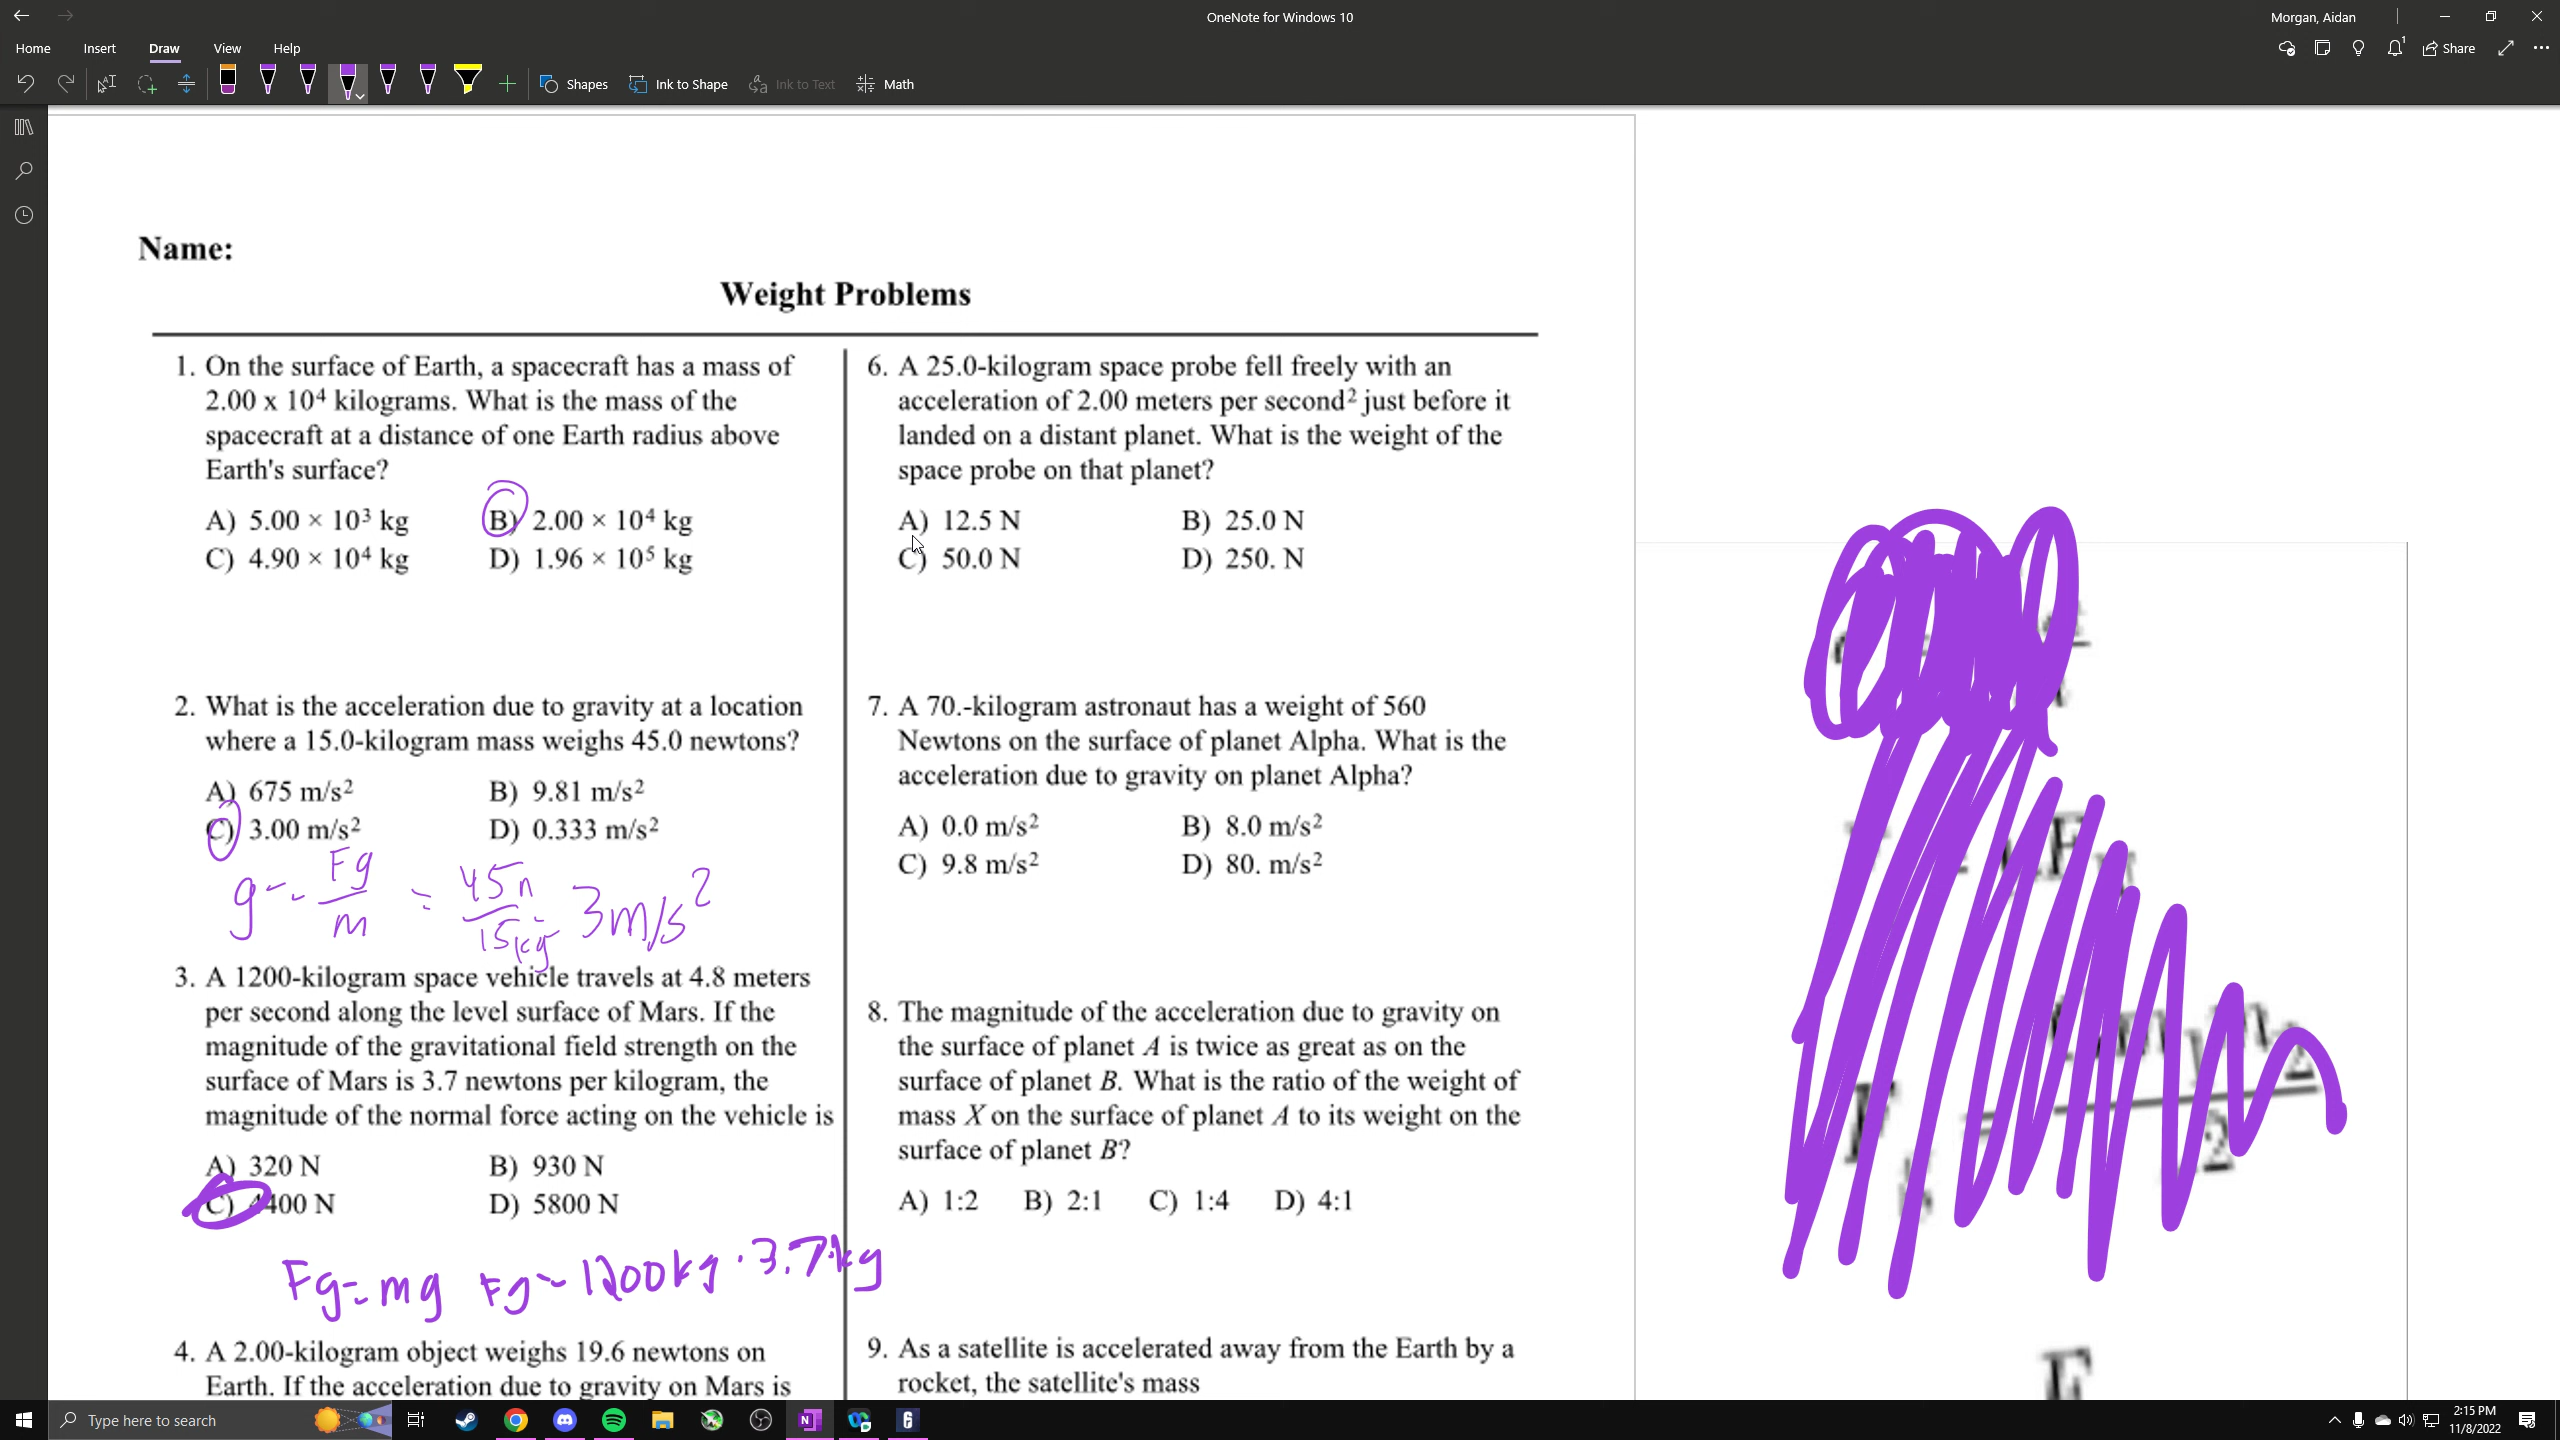 OneNote for Windows 10
Morgan, Aidan
Home Insert Draw View Help
Share
Shapes Ink to Shape Ink to Text Math
Name:
Weight Problems
1. On the surface of Earth, a spacecraft has a mass of
2.00 x 10⁴ kilograms. What is the mass of the
spacecraft at a distance of one Earth radius above
Earth's surface?
A) 5.00 × 10³ kg B) 2.00 × 10⁴ kg
C) 4.90 × 10⁴ kg D) 1.96 × 10⁵ kg
2. What is the acceleration due to gravity at a location
where a 15.0-kilogram mass weighs 45.0 newtons?
A) 675 m/s² B) 9.81 m/s²
C) 3.00 m/s² D) 0.333 m/s²
g = Fg/m = 45n/15kg = 3m/s²
3. A 1200-kilogram space vehicle travels at 4.8 meters
per second along the level surface of Mars. If the
magnitude of the gravitational field strength on the
surface of Mars is 3.7 newtons per kilogram, the
magnitude of the normal force acting on the vehicle is
A) 320 N B) 930 N
C) 4400 N D) 5800 N
Fg = mg Fg = 1200kg · 3.7 kg
4. A 2.00-kilogram object weighs 19.6 newtons on
Earth. If the acceleration due to gravity on Mars is
6. A 25.0-kilogram space probe fell freely with an
acceleration of 2.00 meters per second² just before it
landed on a distant planet. What is the weight of the
space probe on that planet?
A) 12.5 N B) 25.0 N
C) 50.0 N D) 250. N
7. A 70.-kilogram astronaut has a weight of 560
Newtons on the surface of planet Alpha. What is the
acceleration due to gravity on planet Alpha?
A) 0.0 m/s² B) 8.0 m/s²
C) 9.8 m/s² D) 80. m/s²
8. The magnitude of the acceleration due to gravity on
the surface of planet A is twice as great as on the
surface of planet B. What is the ratio of the weight of
mass X on the surface of planet A to its weight on the
surface of planet B?
A) 1:2 B) 2:1 C) 1:4 D) 4:1
9. As a satellite is accelerated away from the Earth by a
rocket, the satellite's mass
Type here to search
2:15 PM
11/8/2022